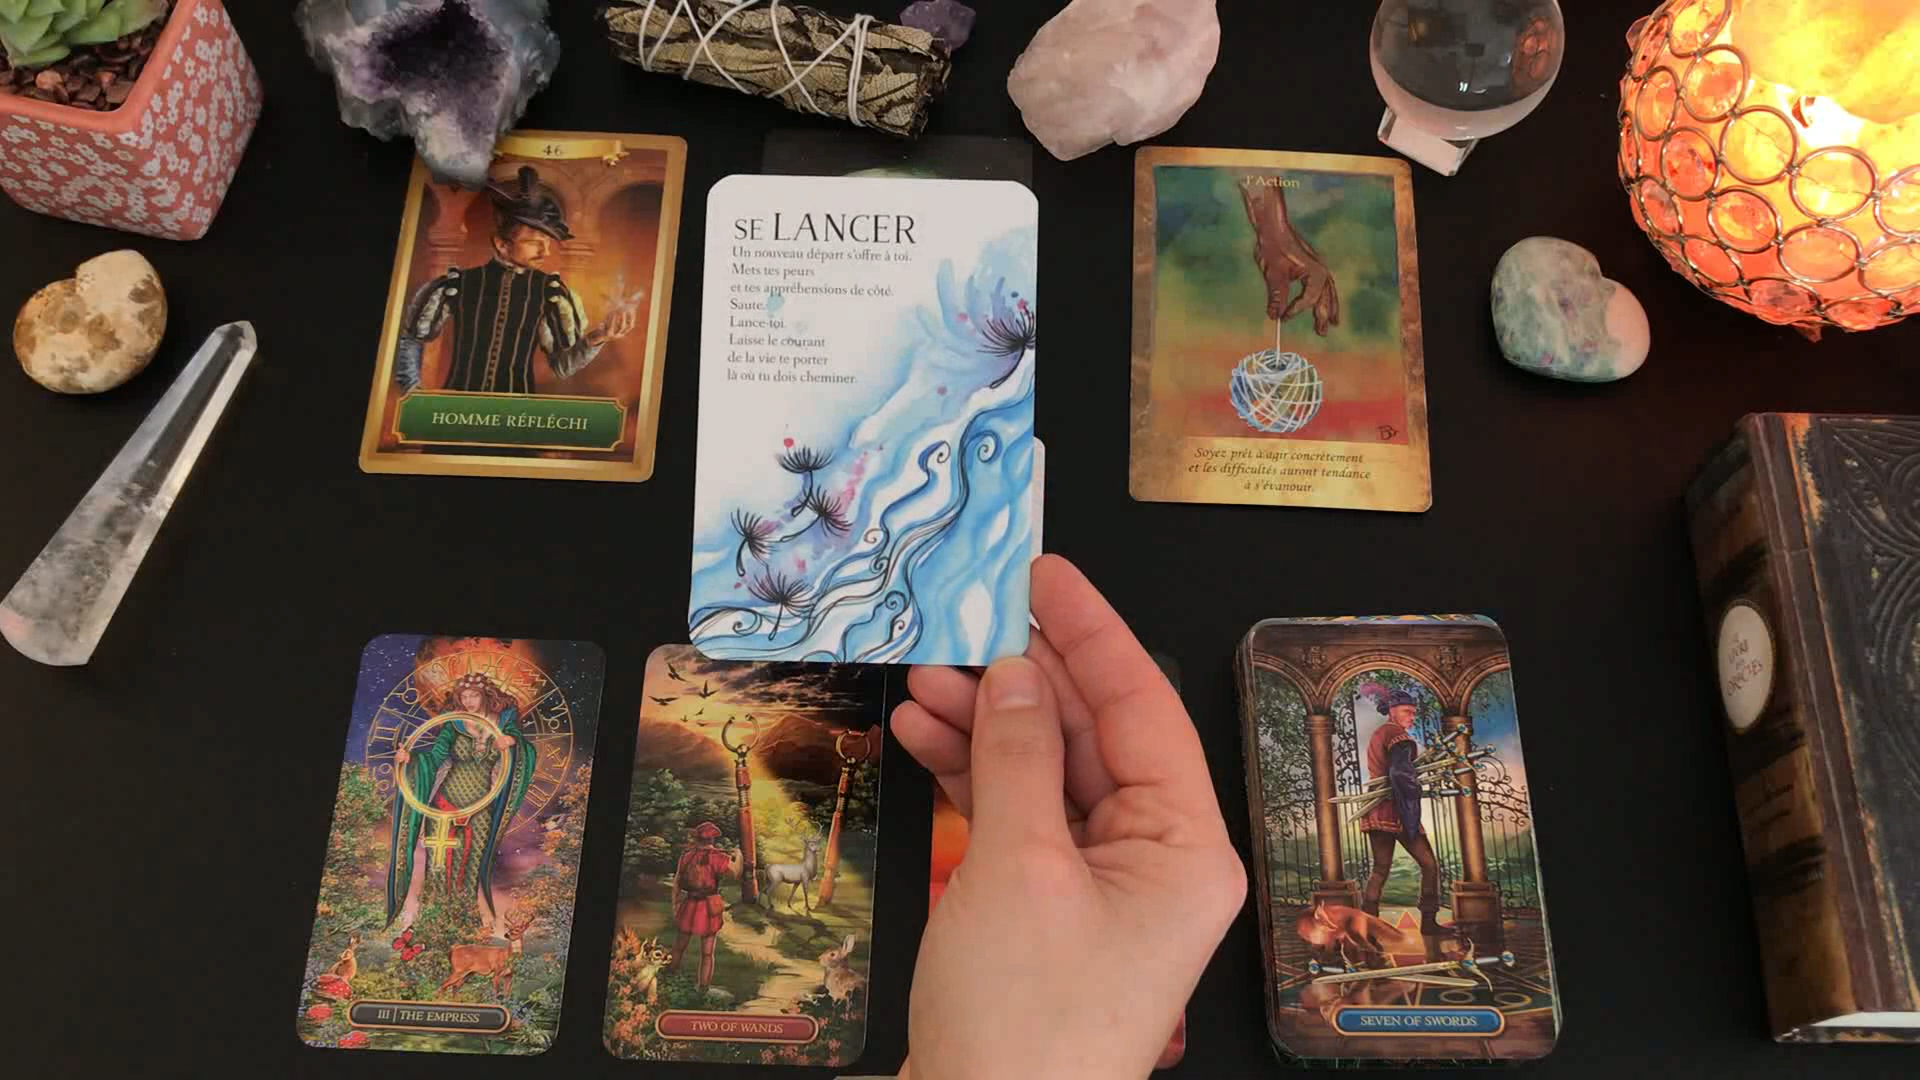 46
HOMME RÉFLÉCHI
SE LANCER
Un nouveau départ s'offre à toi.
Mets tes peurs
et tes appréhensions de côté.
Saute.
Lance-toi.
Laisse le courant
de la vie te porter
là où tu dois cheminer.
l'Action
Soyez prêt à agir concrètement
et les difficultés auront tendance
à s'évanouir.
III THE EMPRESS
TWO OF WANDS
SEVEN OF SWORDS
ORACLES